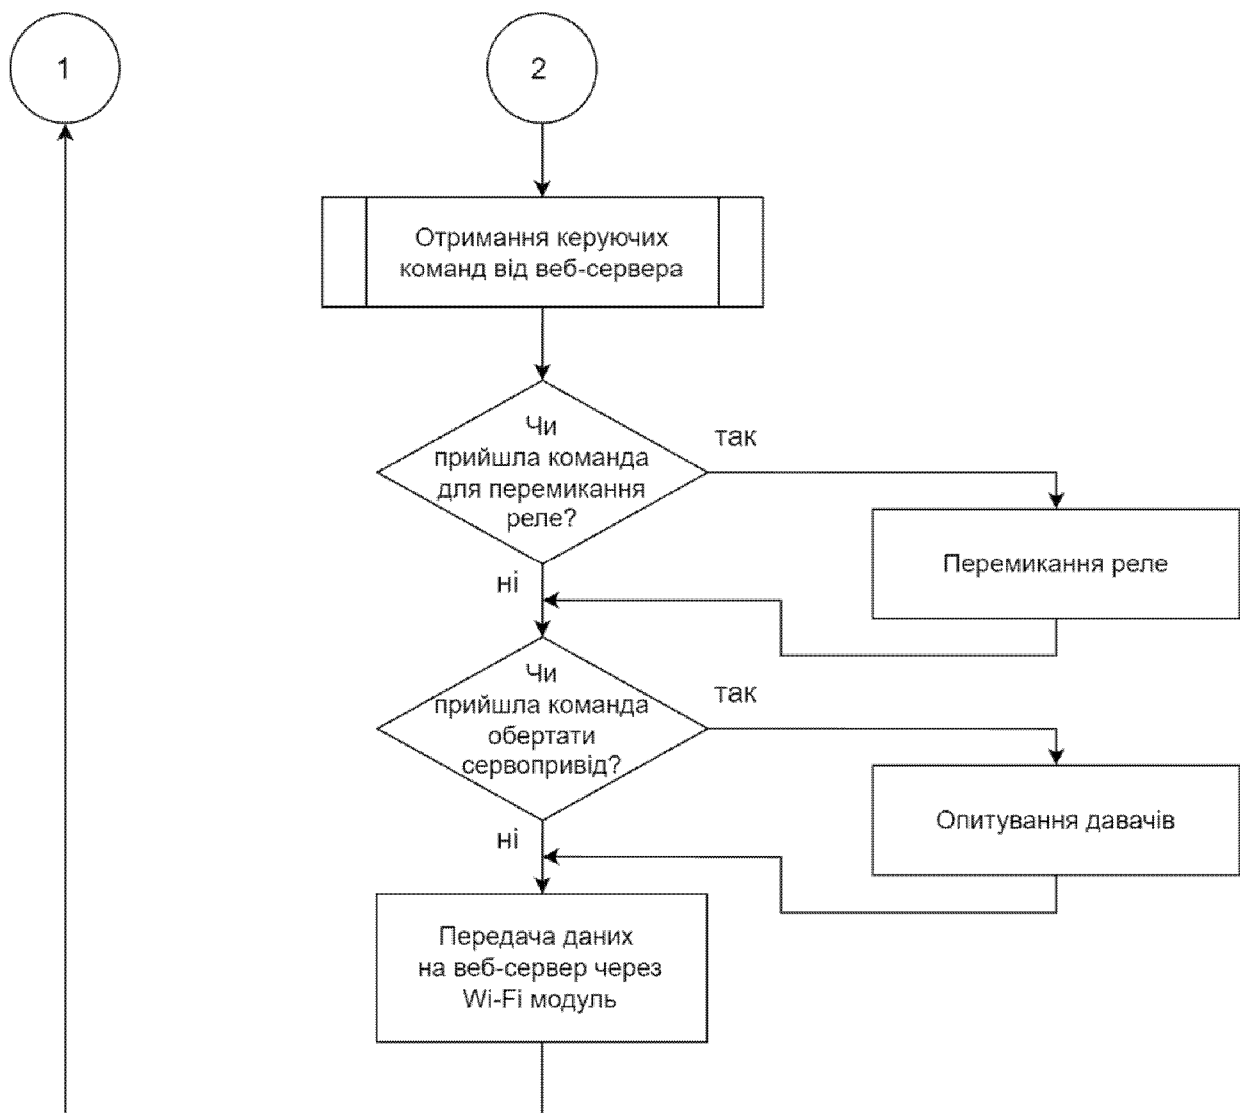 1
2
Отримання керуючих
команд від веб-сервера
Чи
прийшла команда
для перемикання
реле?
так
Перемикання реле
ні
Чи
прийшла команда
обертати
сервопривід?
так
Опитування давачів
ні
Передача даних
на веб-сервер через
Wi-Fi модуль